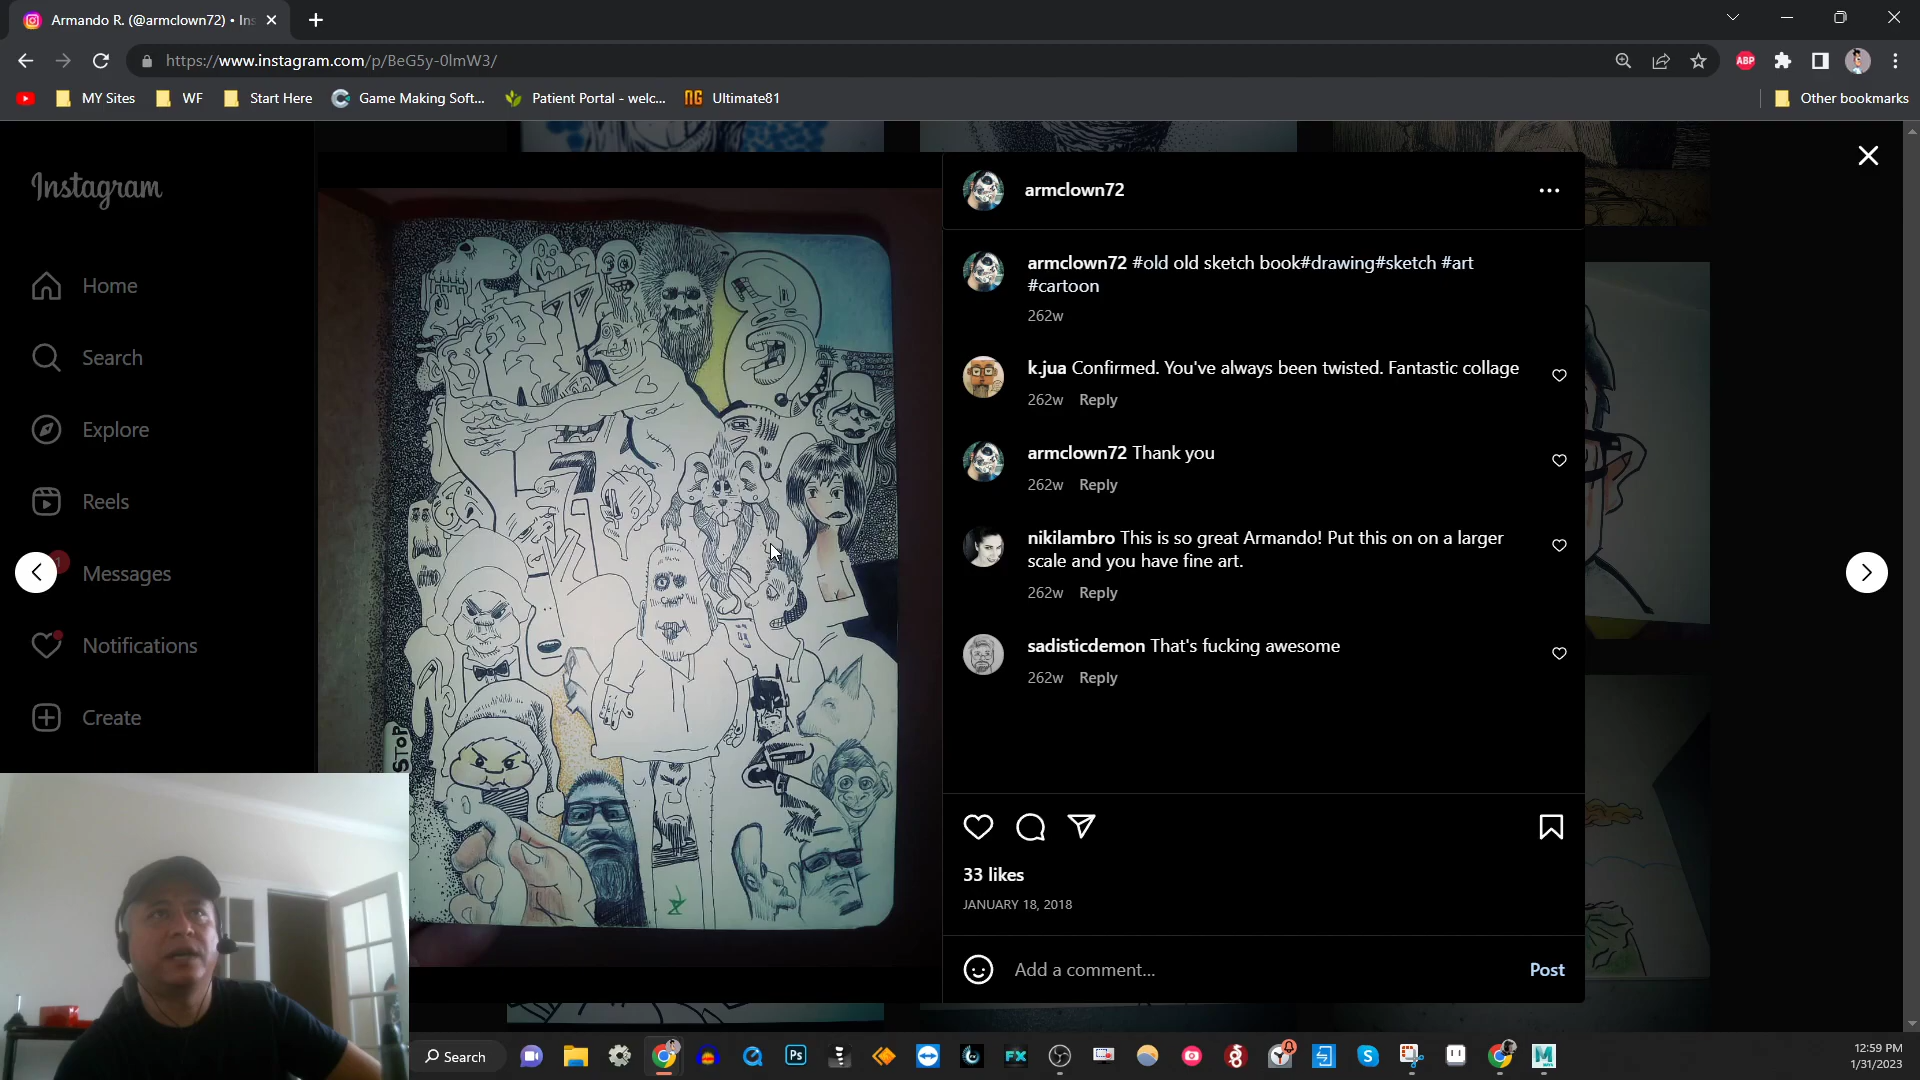 Armando R. (@armclown72) • Ins
https://www.instagram.com/p/BeG5y-0lmW3/
ABP
MY Sites
WF
Start Here
Game Making Soft...
Patient Portal - welc...
NG
Ultimate81
Other bookmarks
Instagram
Home
Search
Explore
Reels
1
Messages
Notifications
Create
STOP
armclown72
armclown72 #old old sketch book#drawing#sketch #art
#cartoon
262w
k.jua Confirmed. You've always been twisted. Fantastic collage
262w Reply
armclown72 Thank you
262w Reply
nikilambro This is so great Armando! Put this on on a larger
scale and you have fine art.
262w Reply
sadisticdemon That's fucking awesome
262w Reply
33 likes
JANUARY 18, 2018
Add a comment...
Post
Search
Ps
FX
S
M
12:59 PM
1/31/2023